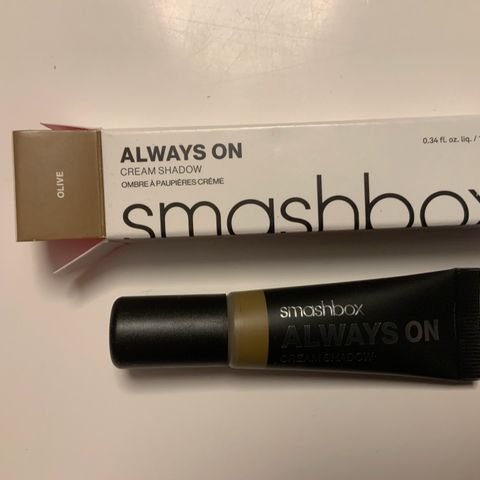 OLIVE
ALWAYS ON
CREAM SHADOW
OMBRE À PAUPIÈRES CRÈME
0.34 fl. oz. liq. /
smashbox
smashbox
ALWAYS ON
CREAM SHADOW